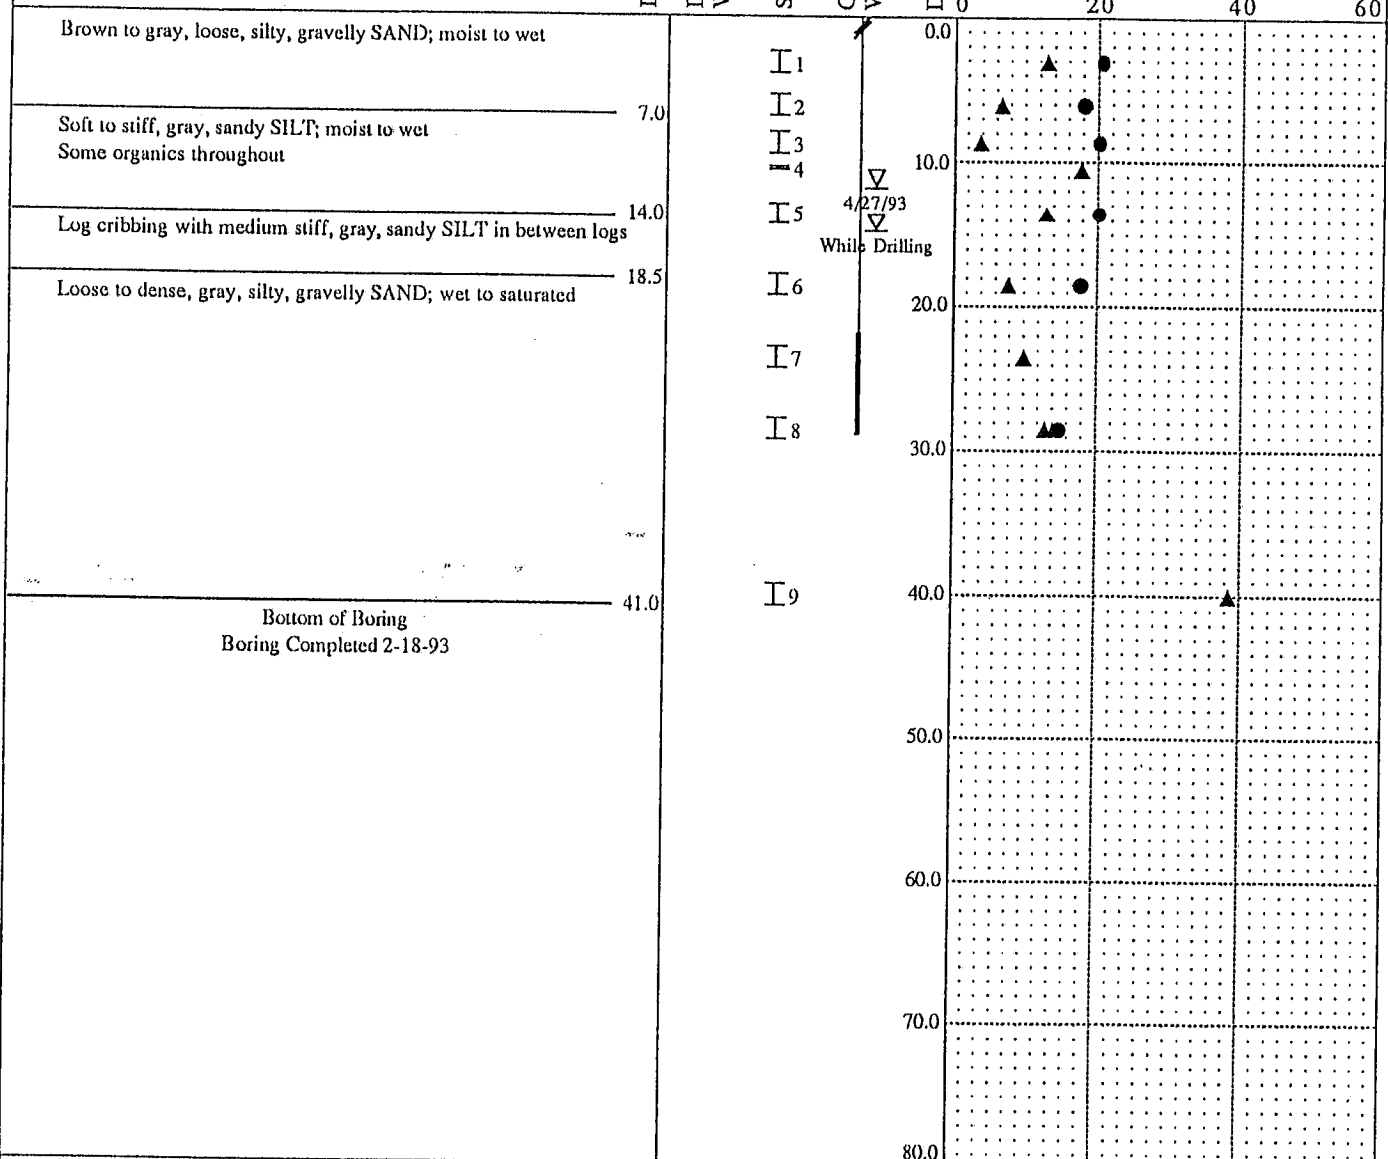 0 20 40 60
Brown to gray, loose, silty, gravelly SAND; moist to wet
0.0
1
7.0
2
Soft to stiff, gray, sandy SILT; moist to wet
Some organics throughout
3
10.0
4
4/27/93
14.0
5
Log cribbing with medium stiff, gray, sandy SILT in between logs
While Drilling
18.5
6
Loose to dense, gray, silty, gravelly SAND; wet to saturated
20.0
7
8
30.0
9
40.0
41.0
Bottom of Boring
Boring Completed 2-18-93
50.0
60.0
70.0
80.0